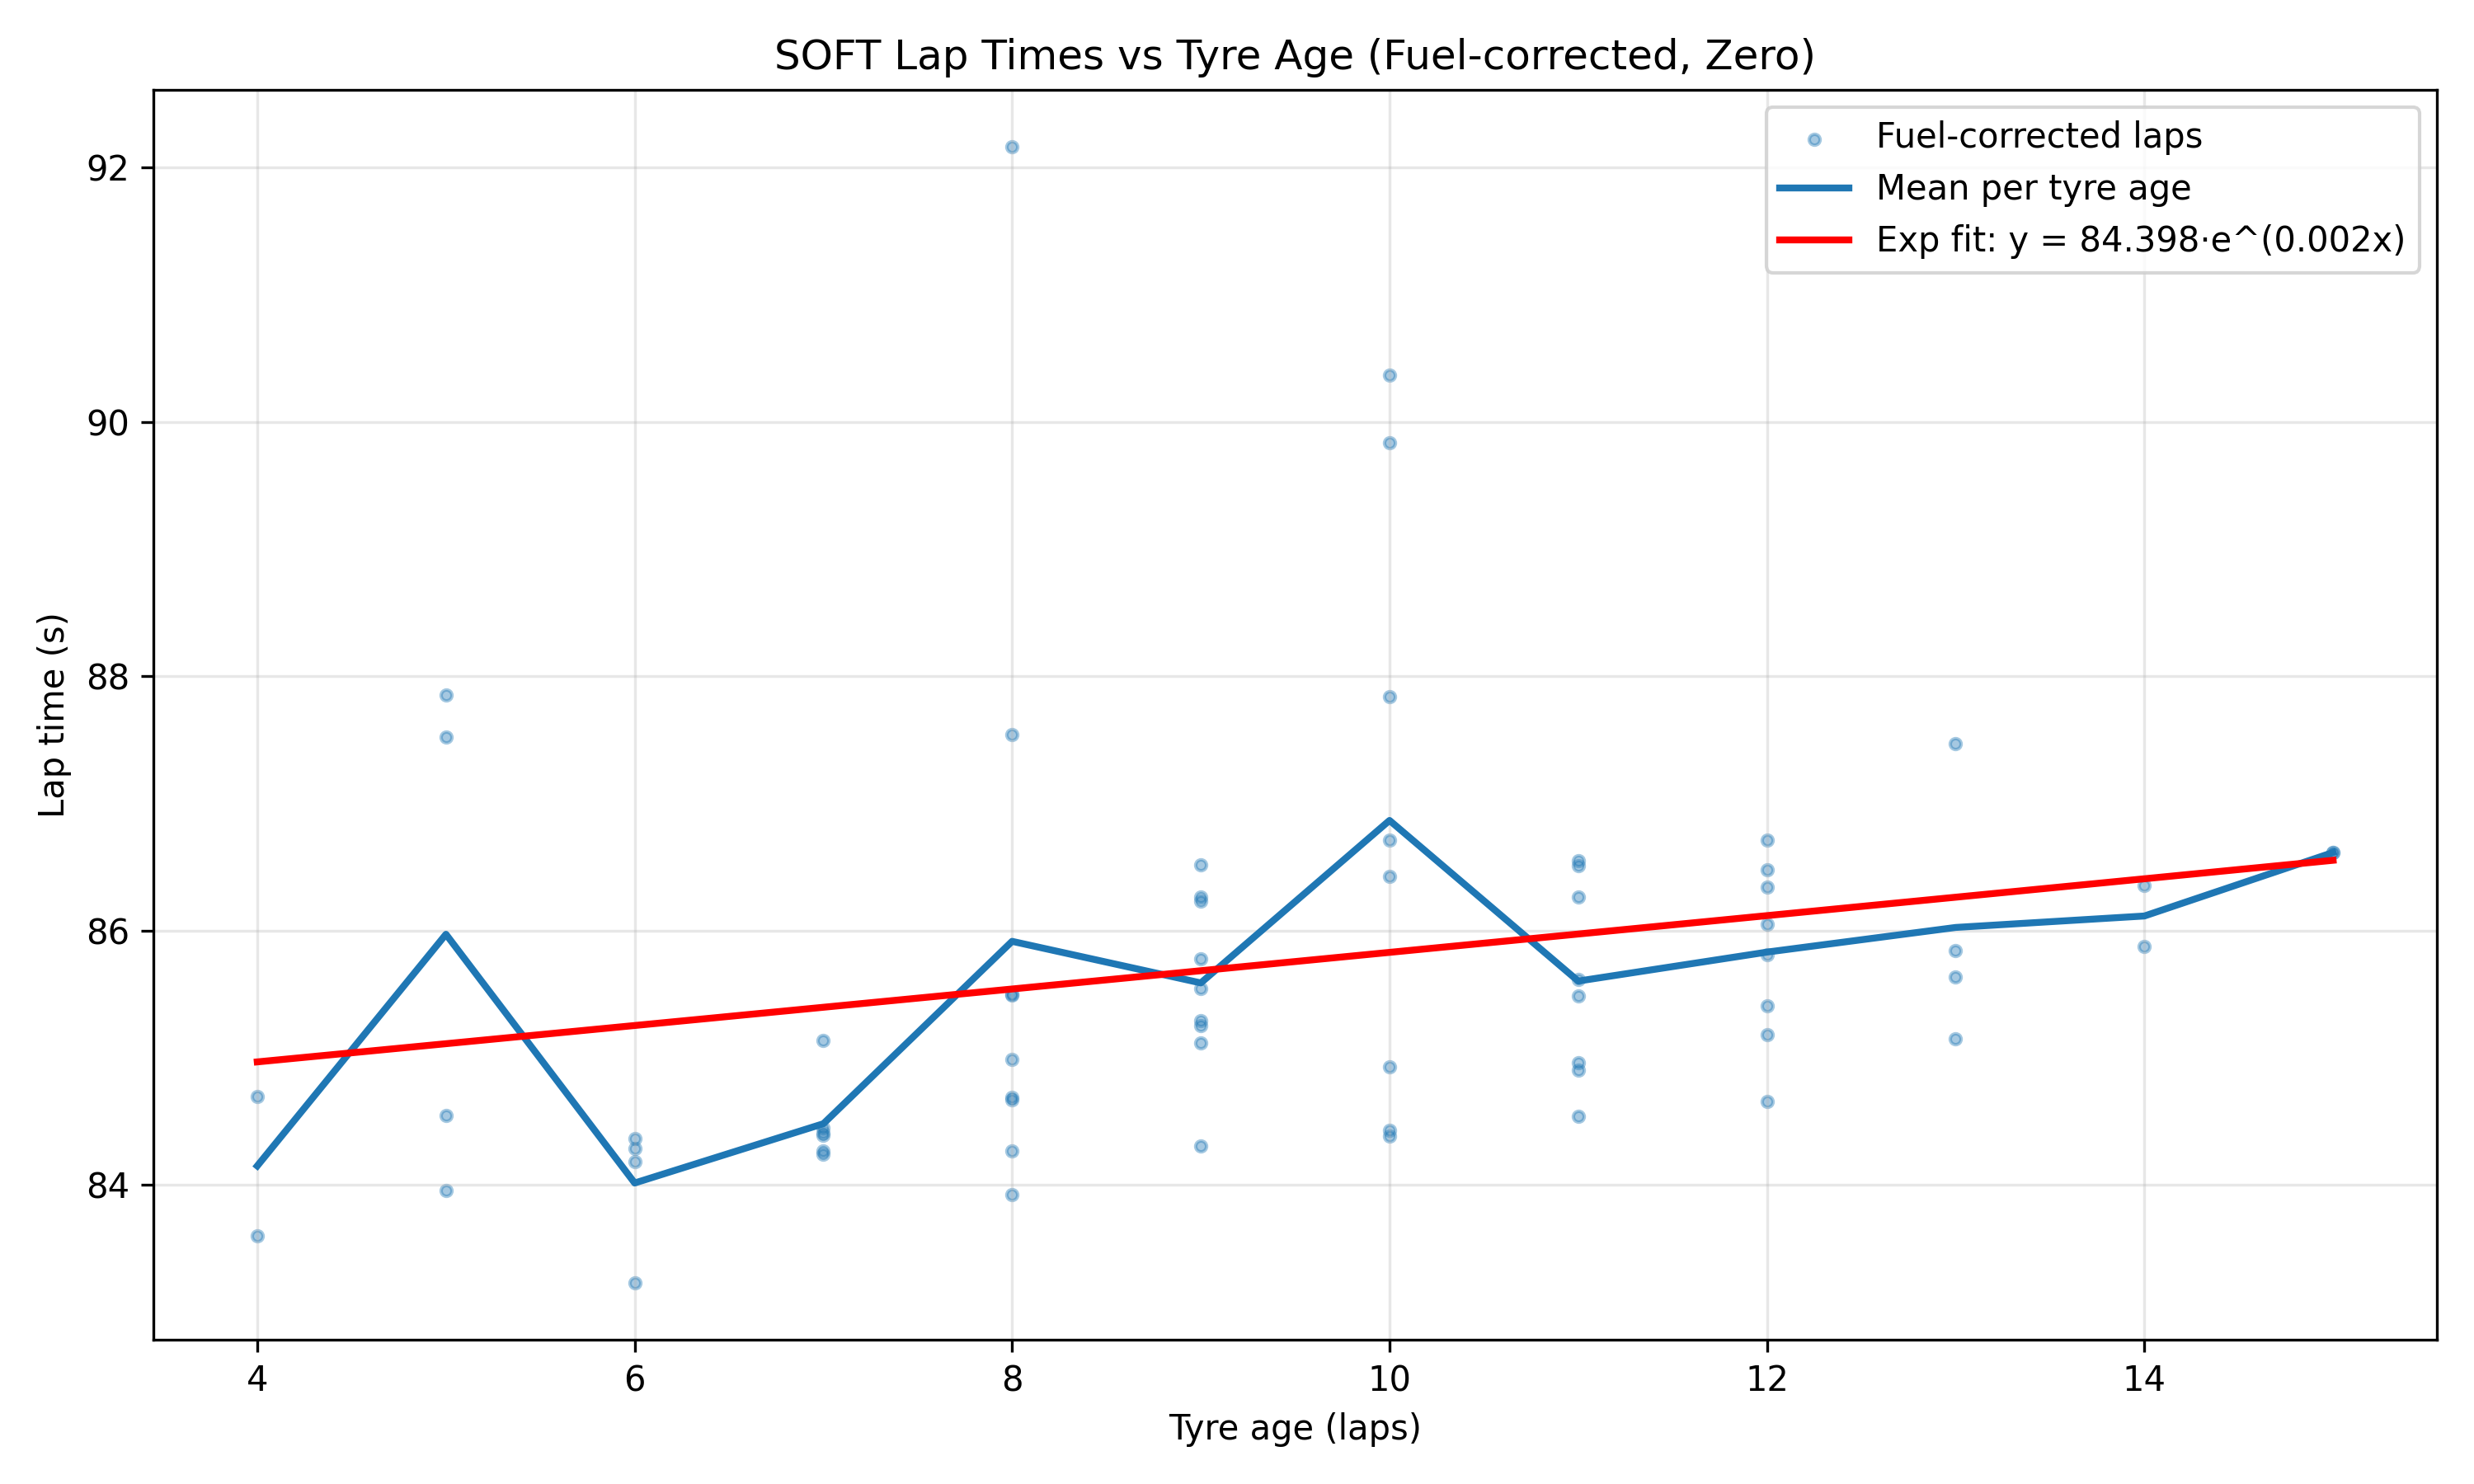 SOFT Lap Times vs Tyre Age (Fuel-corrected, Zero)
Fuel-corrected laps
Mean per tyre age
Exp fit: y = 84.398·e^(0.002x)
Lap time (s)
92
90
88
86
84
4 6 8 10 12 14
Tyre age (laps)